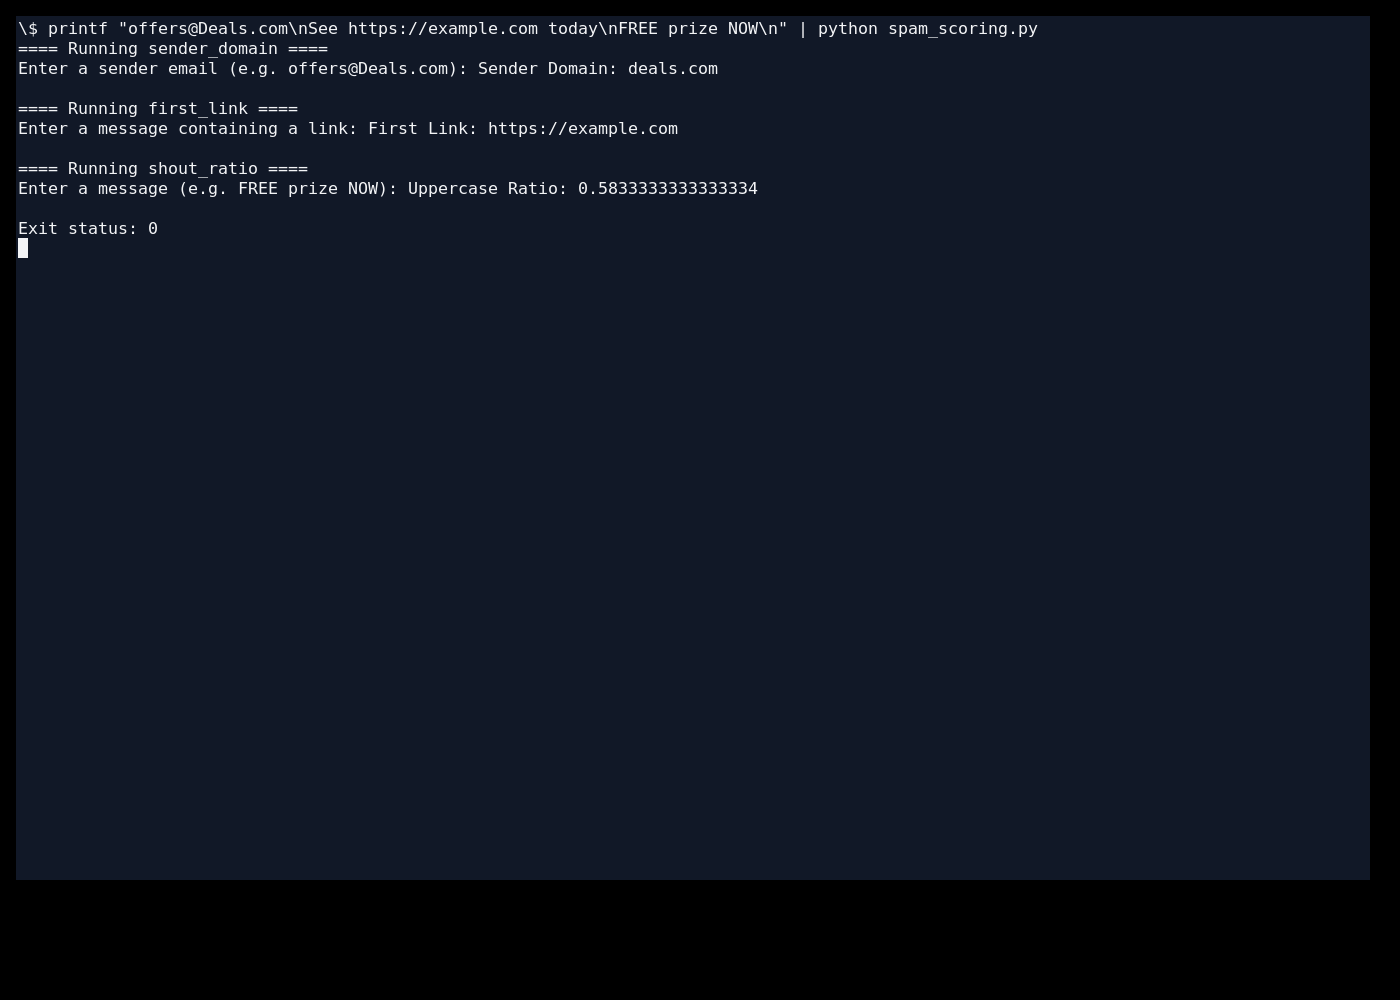 \$ printf "offers@Deals.com\nSee https://example.com today\nFREE prize NOW\n" | python spam_scoring.py
==== Running sender_domain ====
Enter a sender email (e.g. offers@Deals.com): Sender Domain: deals.com
==== Running first_link ====
Enter a message containing a link: First Link: https://example.com
==== Running shout_ratio ====
Enter a message (e.g. FREE prize NOW): Uppercase Ratio: 0.5833333333333334
Exit status: 0